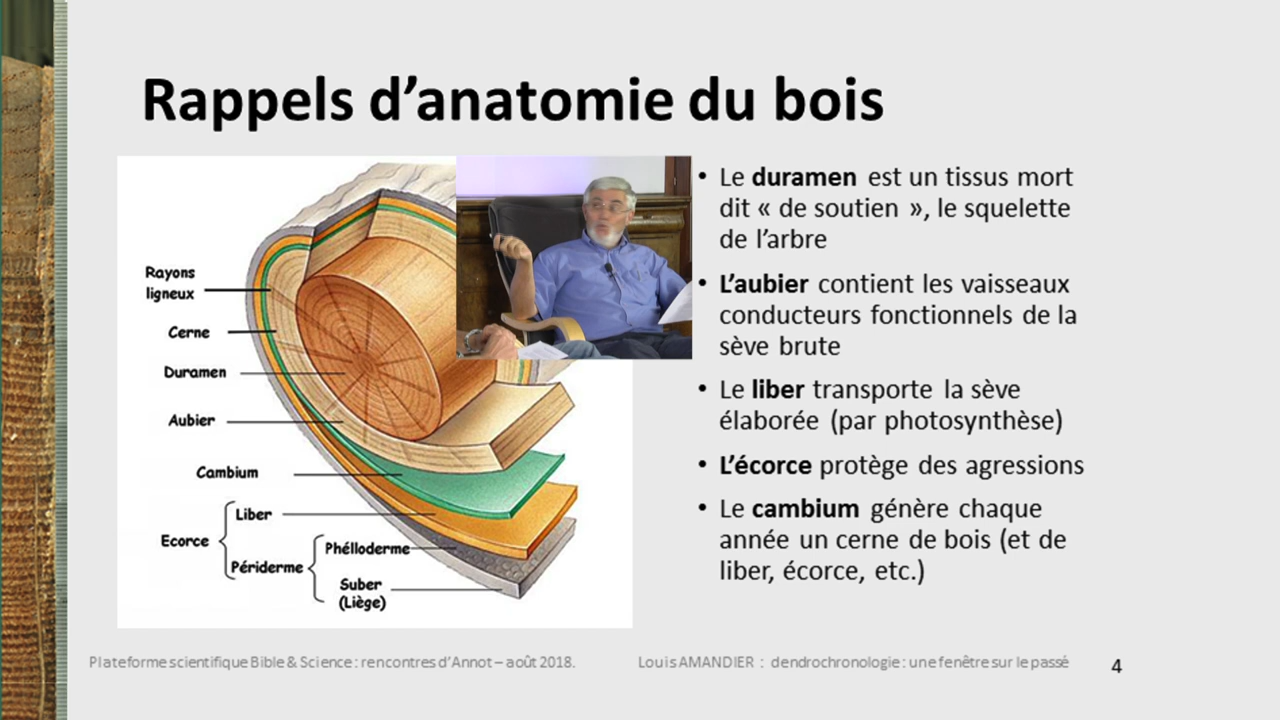 Rappels d’anatomie du bois
Rayons
ligneux
Cerne
Duramen
Aubier
Cambium
Liber
Ecorce
Périderme
Phélloderme
Suber
(Liège)
• Le duramen est un tissus mort
dit « de soutien », le squelette
de l’arbre
• L’aubier contient les vaisseaux
conducteurs fonctionnels de la
sève brute
• Le liber transporte la sève
élaborée (par photosynthèse)
• L’écorce protège des agressions
• Le cambium génère chaque
année un cerne de bois (et de
liber, écorce, etc.)
Plateforme scientifique Bible & Science : rencontres d’Annot – août 2018.
Louis AMANDIER : dendrochronologie : une fenêtre sur le passé
4